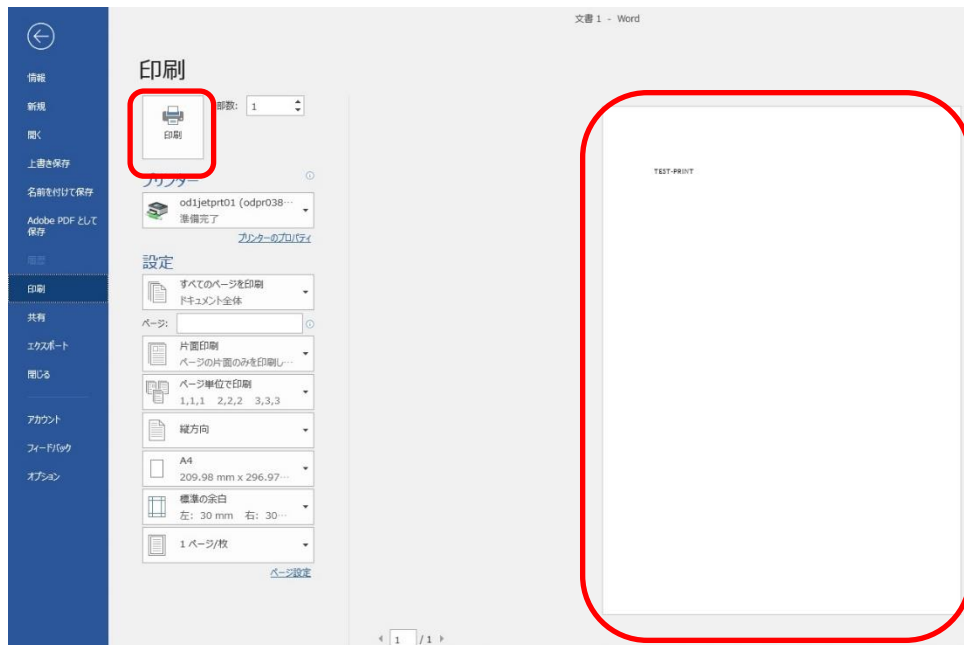 文書 1 - Word
情報
新規
開く
上書き保存
名前を付けて保存
Adobe PDF として
保存
履歴
印刷
共有
エクスポート
閉じる
アカウント
フィードバック
オプション
印刷
印刷
部数: 1
プリンター
od1jetprt01 (odpr038…
準備完了
プリンターのプロパティ
設定
すべてのページを印刷
ドキュメント全体
ページ:
片面印刷
ページの片面のみを印刷し…
ページ単位で印刷
1,1,1 2,2,2 3,3,3
縦方向
A4
209.98 mm x 296.97…
標準の余白
左: 30 mm 右: 30…
1 ページ/枚
ページ設定
TEST-PRINT
1 / 1